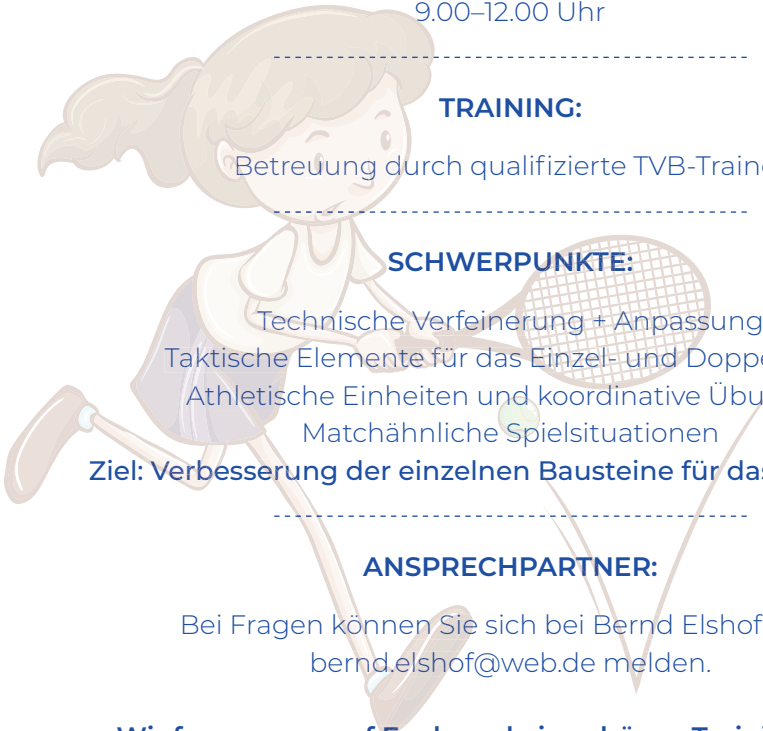 9.00–12.00 Uhr
TRAINING:
Betreuung durch qualifizierte TVB-Train
SCHWERPUNKTE:
Technische Verfeinerung + Anpassung
Taktische Elemente für das Einzel- und Dopp
Athletische Einheiten und koordinative Übu
Matchähnliche Spielsituationen
Ziel: Verbesserung der einzelnen Bausteine für das
ANSPRECHPARTNER:
Bei Fragen können Sie sich bei Bernd Elshof
bernd.elshof@web.de melden.